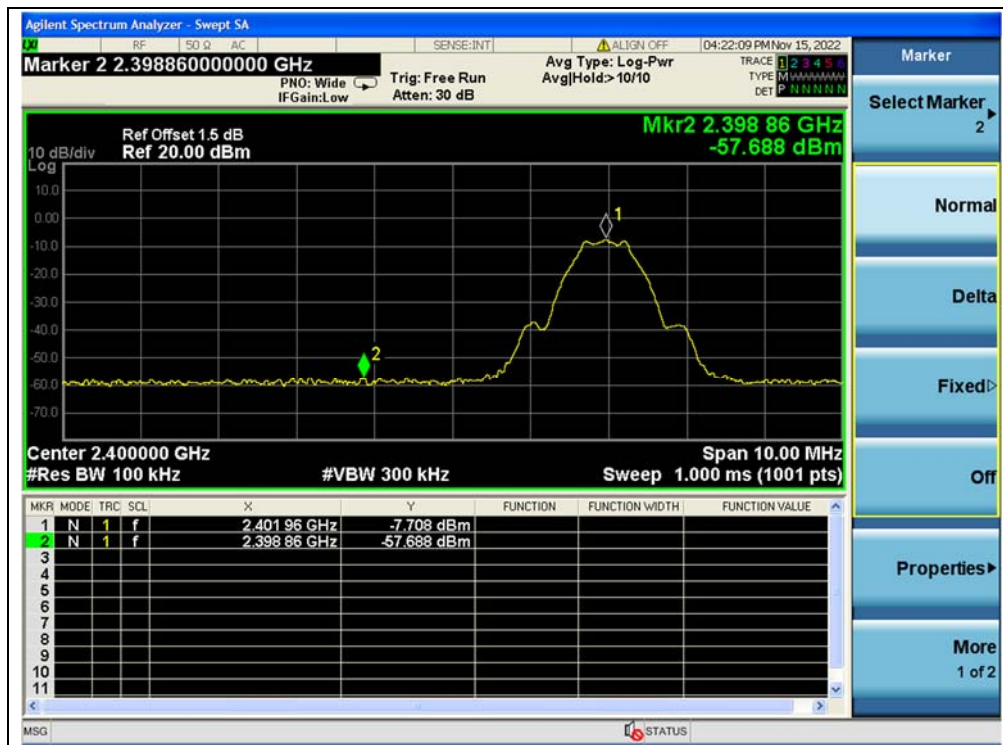 Agilent Spectrum Analyzer - Swept SA
LXI RF 50 Ω AC SENSE:INT ALIGN OFF 04:22:09 PM Nov 15, 2022
Marker 2 2.398860000000 GHz
PNO: Wide
IFGain:Low
Trig: Free Run
Atten: 30 dB
Avg Type: Log-Pwr
Avg|Hold:> 10/10
TRACE 1 2 3 4 5 6
TYPE M
DET P N N N N N
Mkr2 2.398 86 GHz
-57.688 dBm
Ref Offset 1.5 dB
10 dB/div Ref 20.00 dBm
Log
10.0
0.00
-10.0
-20.0
-30.0
-40.0
-50.0
-60.0
-70.0
1
2
Center 2.400000 GHz Span 10.00 MHz
#Res BW 100 kHz #VBW 300 kHz Sweep 1.000 ms (1001 pts)
MKR MODE TRC SCL X Y FUNCTION FUNCTION WIDTH FUNCTION VALUE
1 N 1 f 2.401 96 GHz -7.708 dBm
2 N 1 f 2.398 86 GHz -57.688 dBm
3
4
5
6
7
8
9
10
11
MSG STATUS
Marker
Select Marker
2
Normal
Delta
Fixed
Off
Properties
More
1 of 2